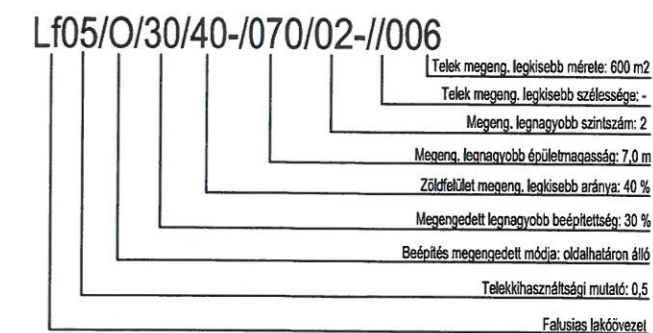 Lf05/O/30/40-/070/02-//006
Telek megeng. legkisebb mérete: 600 m2
Telek megeng. legkisebb szélessége: -
Megeng. legnagyobb szintszám: 2
Megeng. legnagyobb épületmagasság: 7,0 m
Zöldfelület megeng. legkisebb aránya: 40 %
Megengedett legnagyobb beépítettség: 30 %
Beépítés megengedett módja: oldalhatáron álló
Telekkihasználtsági mutató: 0,5
Falusias lakóövezet